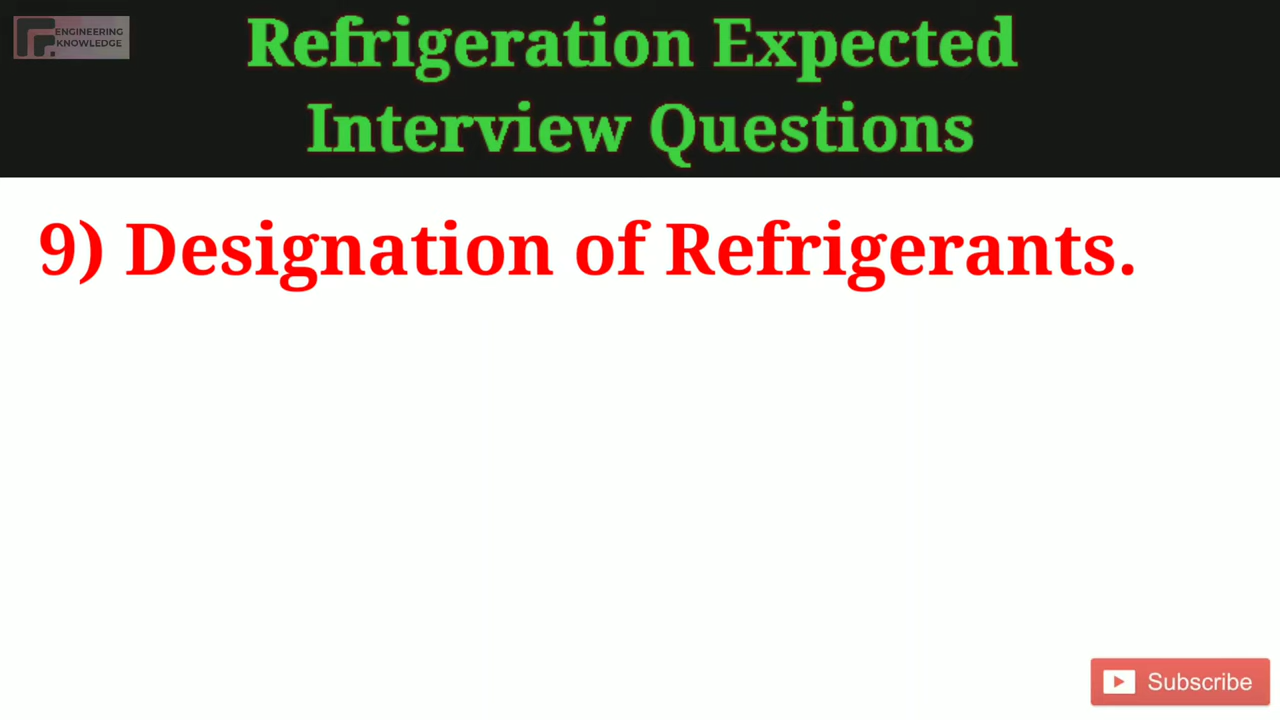 ENGINEERING
KNOWLEDGE
Refrigeration Expected
Interview Questions
9) Designation of Refrigerants.
Subscribe